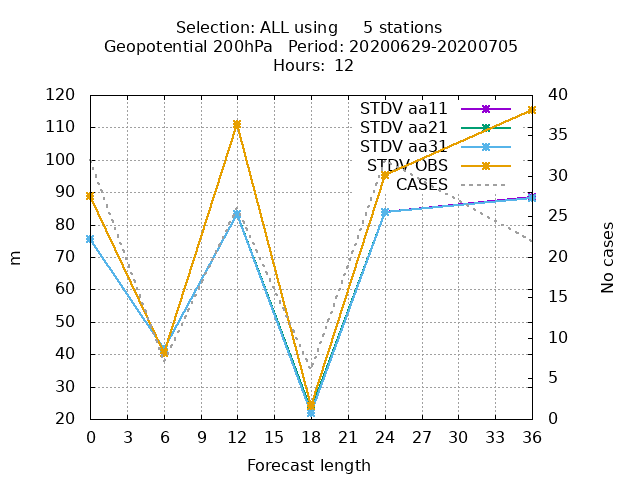 Selection: ALL using 5 stations
Geopotential 200hPa Period: 20200629-20200705
Hours: 12
120 40
110 35
100 30
90 25
80 20
70 15
60 10
50 5
40 0
30
20
STDV aa11
STDV aa21
STDV aa31
STDV OBS
CASES
m
No cases
0 3 6 9 12 15 18 21 24 27 30 33 36
Forecast length